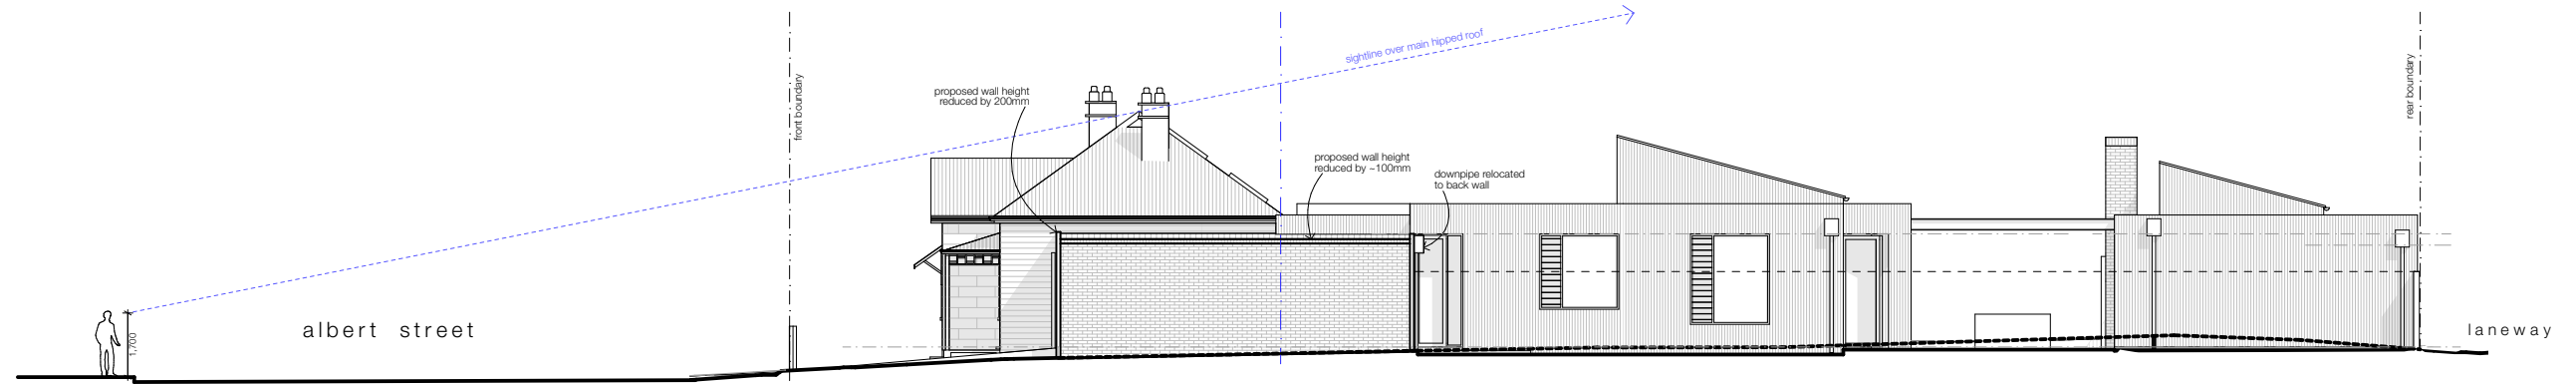 sightline over main hipped roof
front boundary
rear boundary
proposed wall height
reduced by 200mm
proposed wall height
reduced by ~100mm
downpipe relocated
to back wall
1,700
albert street
laneway